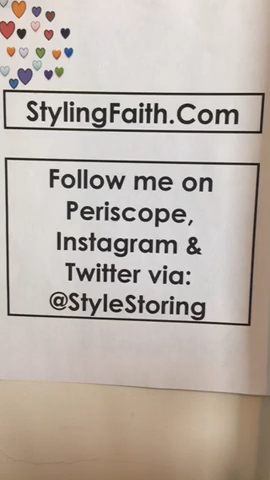 StylingFaith.Com
Follow me on
Periscope,
Instagram &
Twitter via:
@StyleStoring